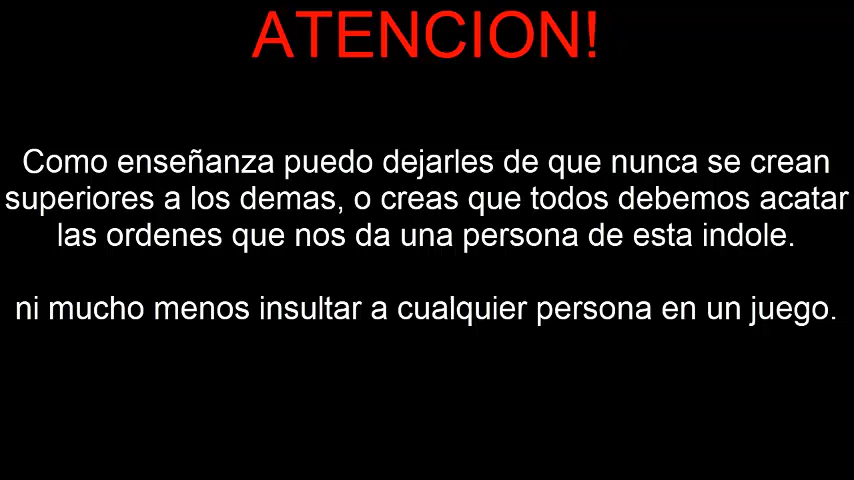 ATENCION!
Como enseñanza puedo dejarles de que nunca se crean
superiores a los demas, o creas que todos debemos acatar
las ordenes que nos da una persona de esta indole.
ni mucho menos insultar a cualquier persona en un juego.